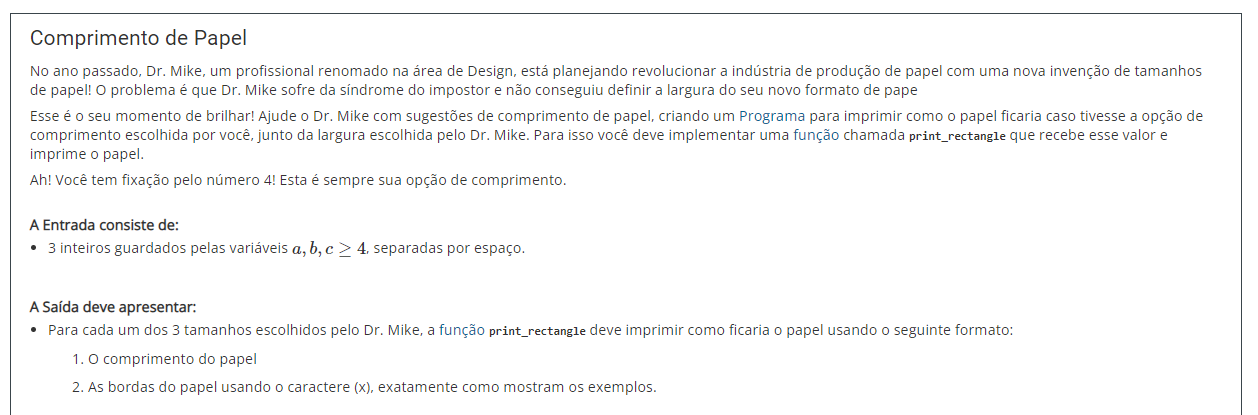 Comprimento de Papel
No ano passado, Dr. Mike, um profissional renomado na área de Design, está planejando revolucionar a indústria de produção de papel com uma nova invenção de tamanhos
de papel! O problema é que Dr. Mike sofre da síndrome do impostor e não conseguiu definir a largura do seu novo formato de pape
Esse é o seu momento de brilhar! Ajude o Dr. Mike com sugestões de comprimento de papel, criando um Programa para imprimir como o papel ficaria caso tivesse a opção de
comprimento escolhida por você, junto da largura escolhida pelo Dr. Mike. Para isso você deve implementar uma função chamada print_rectangle que recebe esse valor e
imprime o papel.
Ah! Você tem fixação pelo número 4! Esta é sempre sua opção de comprimento.
A Entrada consiste de:
• 3 inteiros guardados pelas variáveis a, b, c ≥ 4, separadas por espaço.
A Saída deve apresentar:
• Para cada um dos 3 tamanhos escolhidos pelo Dr. Mike, a função print_rectangle deve imprimir como ficaria o papel usando o seguinte formato:
1. O comprimento do papel
2. As bordas do papel usando o caractere (x), exatamente como mostram os exemplos.